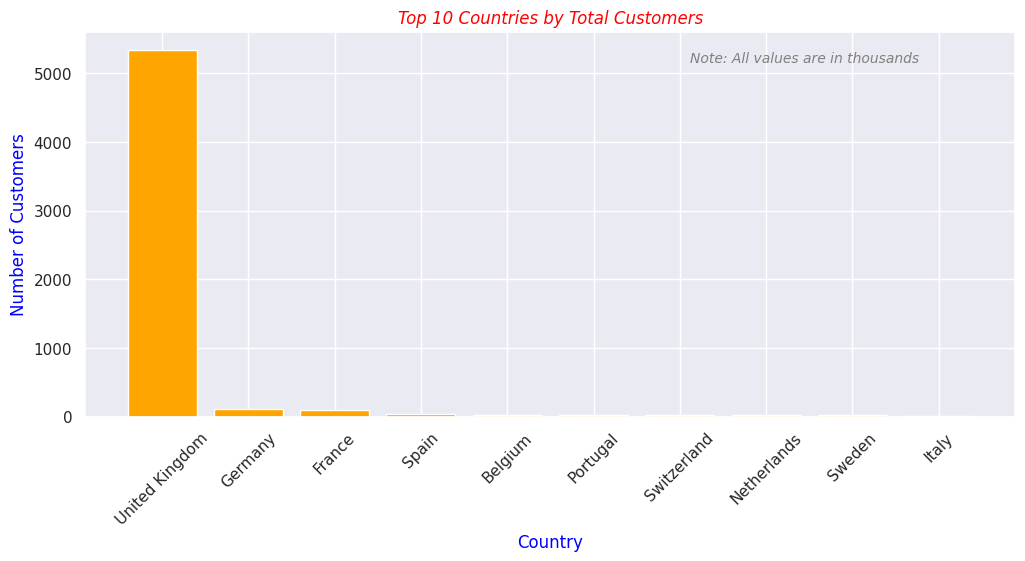 Top 10 Countries by Total Customers
Note: All values are in thousands
Number of Customers
5000
4000
3000
2000
1000
0
United Kingdom
Germany
France
Spain
Belgium
Portugal
Switzerland
Netherlands
Sweden
Italy
Country